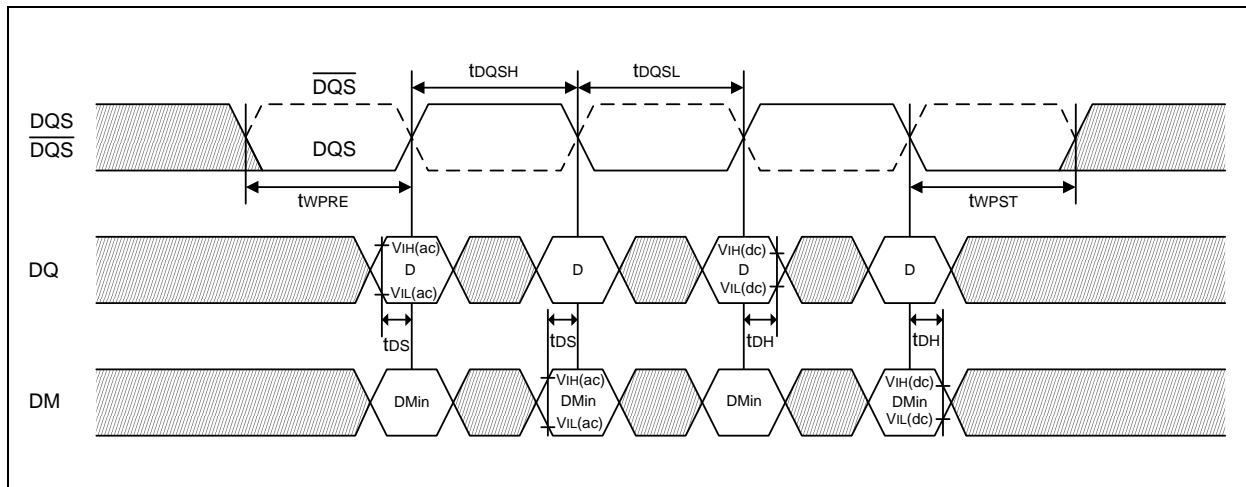 tDQSH
tDQSL
DQS
DQS
DQS
DQS
tWPRE
tWPST
DQ
VIH(ac)
D
VIL(ac)
D
VIH(dc)
D
VIL(dc)
D
tDS
tDS
tDH
tDH
DM
DMin
VIH(ac)
DMin
VIL(ac)
DMin
VIH(dc)
DMin
VIL(dc)